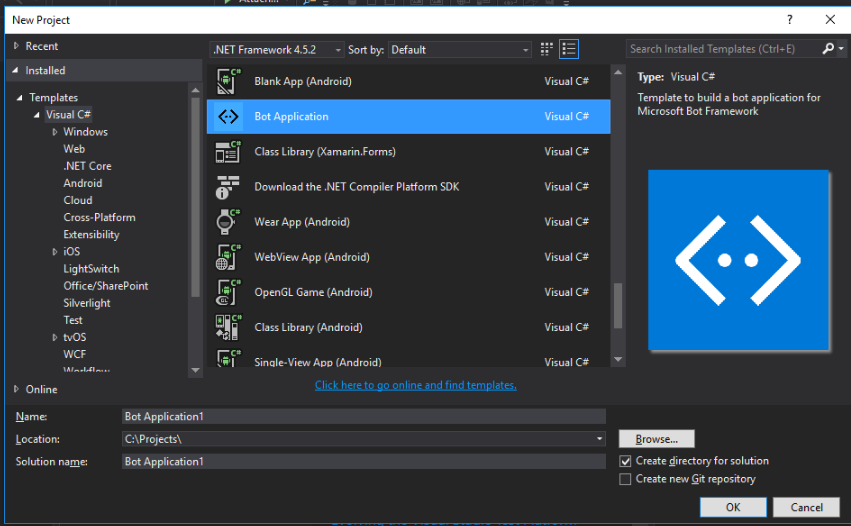 Attach...
New Project
?
Recent
.NET Framework 4.5.2
Sort by: Default
Search Installed Templates (Ctrl+E)
Installed
Templates
Visual C#
Windows
Web
.NET Core
Android
Cloud
Cross-Platform
Extensibility
iOS
LightSwitch
Office/SharePoint
Silverlight
Test
tvOS
WCF
Workflow
Online
Blank App (Android) Visual C#
Bot Application Visual C#
Class Library (Xamarin.Forms) Visual C#
Download the .NET Compiler Platform SDK Visual C#
Wear App (Android) Visual C#
WebView App (Android) Visual C#
OpenGL Game (Android) Visual C#
Class Library (Android) Visual C#
Single-View App (Android) Visual C#
Click here to go online and find templates.
Type: Visual C#
Template to build a bot application for
Microsoft Bot Framework
Name: Bot Application1
Location: C:\Projects\
Browse...
Solution name: Bot Application1
Create directory for solution
Create new Git repository
OK
Cancel